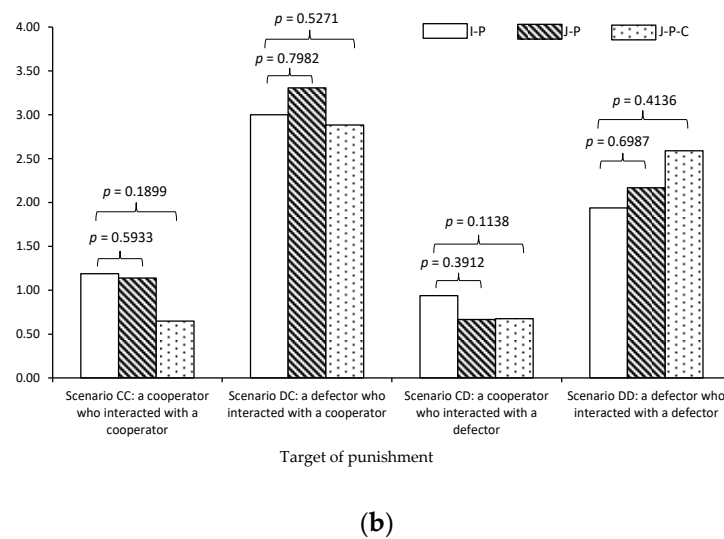 4.00
3.50
3.00
2.50
2.00
1.50
1.00
0.50
0.00
I-P J-P J-P-C
p = 0.1899
p = 0.5933
p = 0.5271
p = 0.7982
p = 0.1138
p = 0.3912
p = 0.4136
p = 0.6987
Scenario CC: a cooperator
who interacted with a
cooperator
Scenario DC: a defector who
interacted with a cooperator
Scenario CD: a cooperator
who interacted with a
defector
Scenario DD: a defector who
interacted with a defector
Target of punishment
(b)